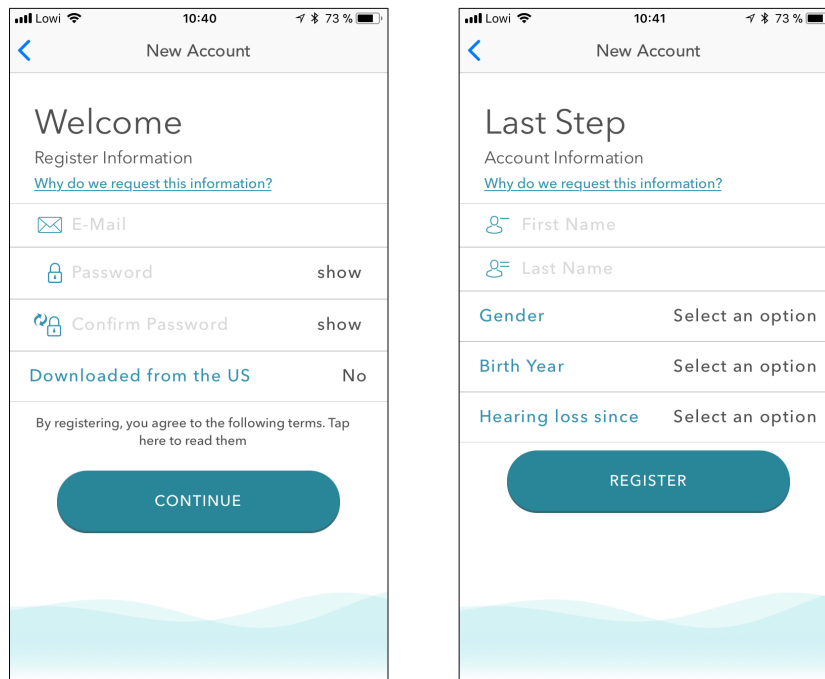 Lowi 10:40 73 %
New Account
Welcome
Register Information
Why do we request this information?
E-Mail
Password show
Confirm Password show
Downloaded from the US No
By registering, you agree to the following terms. Tap
here to read them
CONTINUE
Lowi 10:41 73 %
New Account
Last Step
Account Information
Why do we request this information?
First Name
Last Name
Gender Select an option
Birth Year Select an option
Hearing loss since Select an option
REGISTER